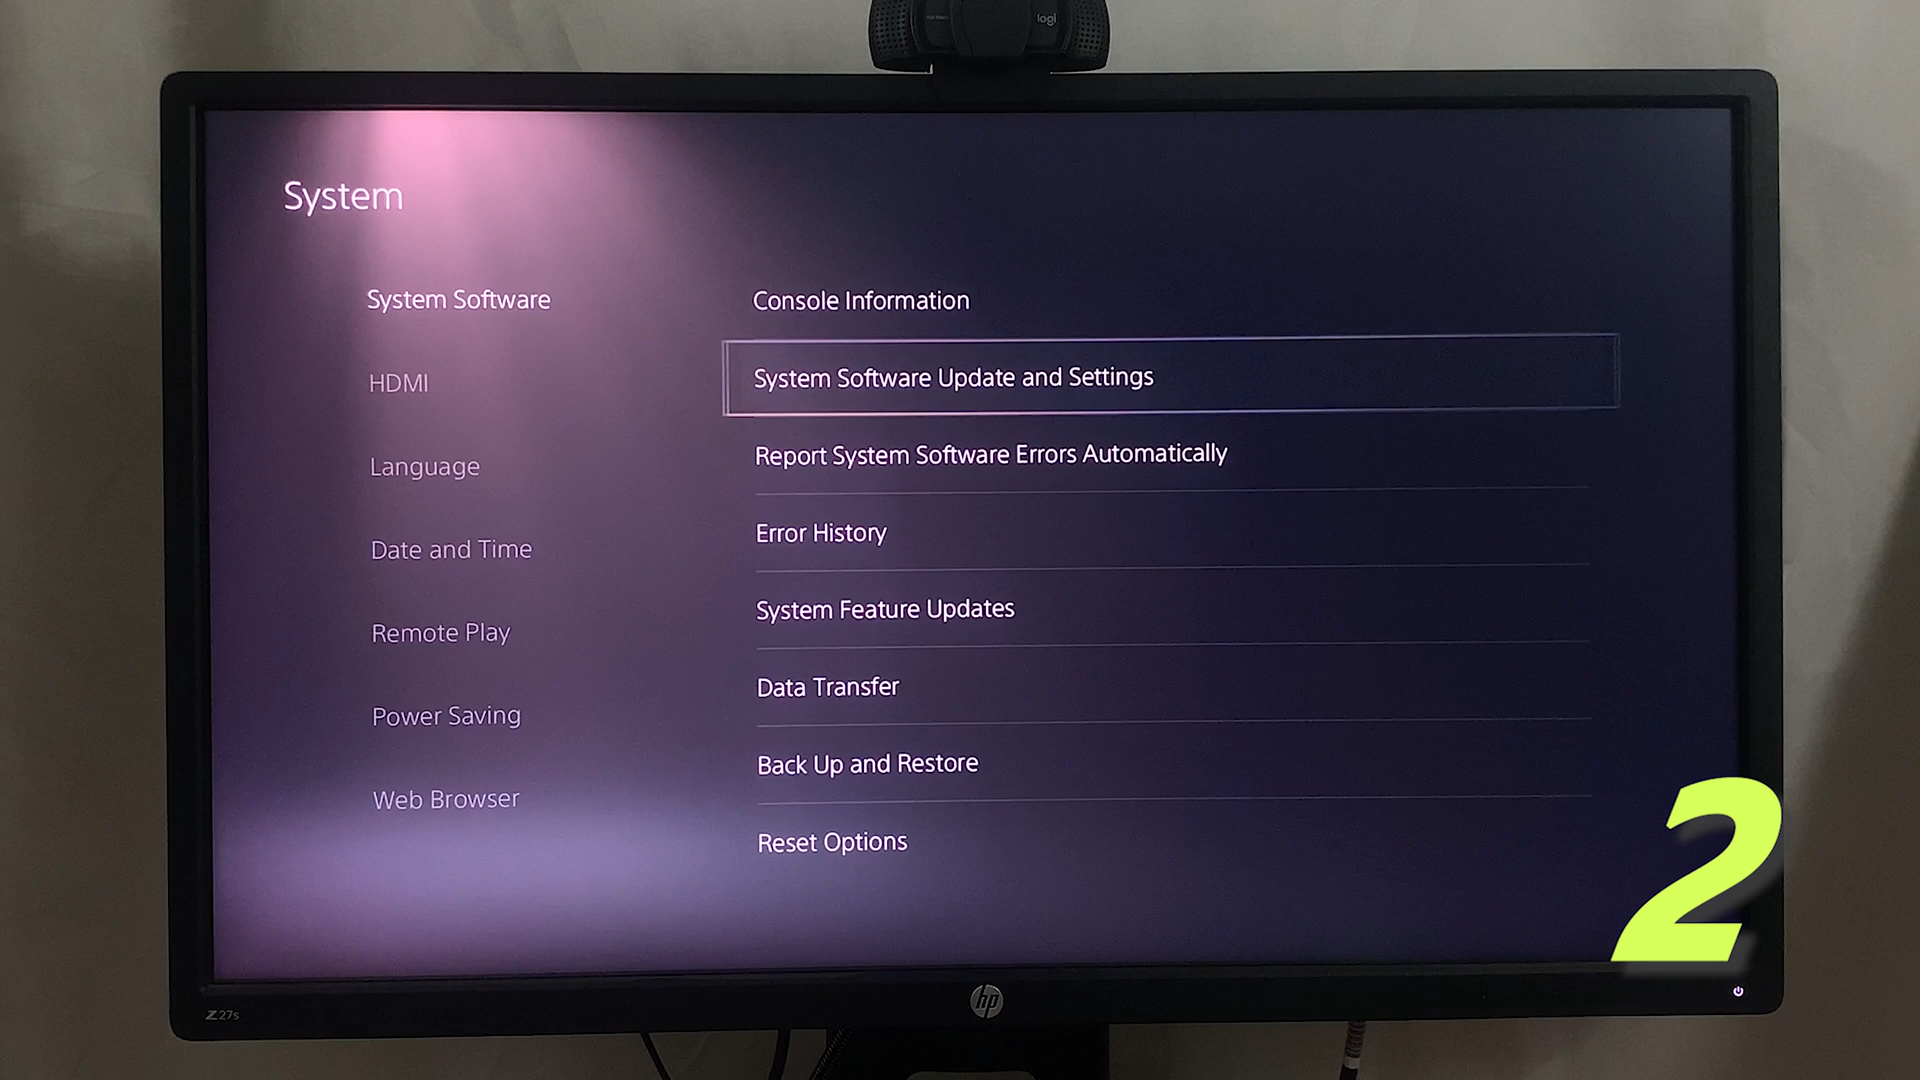 logi
System
System Software
HDMI
Language
Date and Time
Remote Play
Power Saving
Web Browser
Console Information
System Software Update and Settings
Report System Software Errors Automatically
Error History
System Feature Updates
Data Transfer
Back Up and Restore
Reset Options
2
hp
Z27s